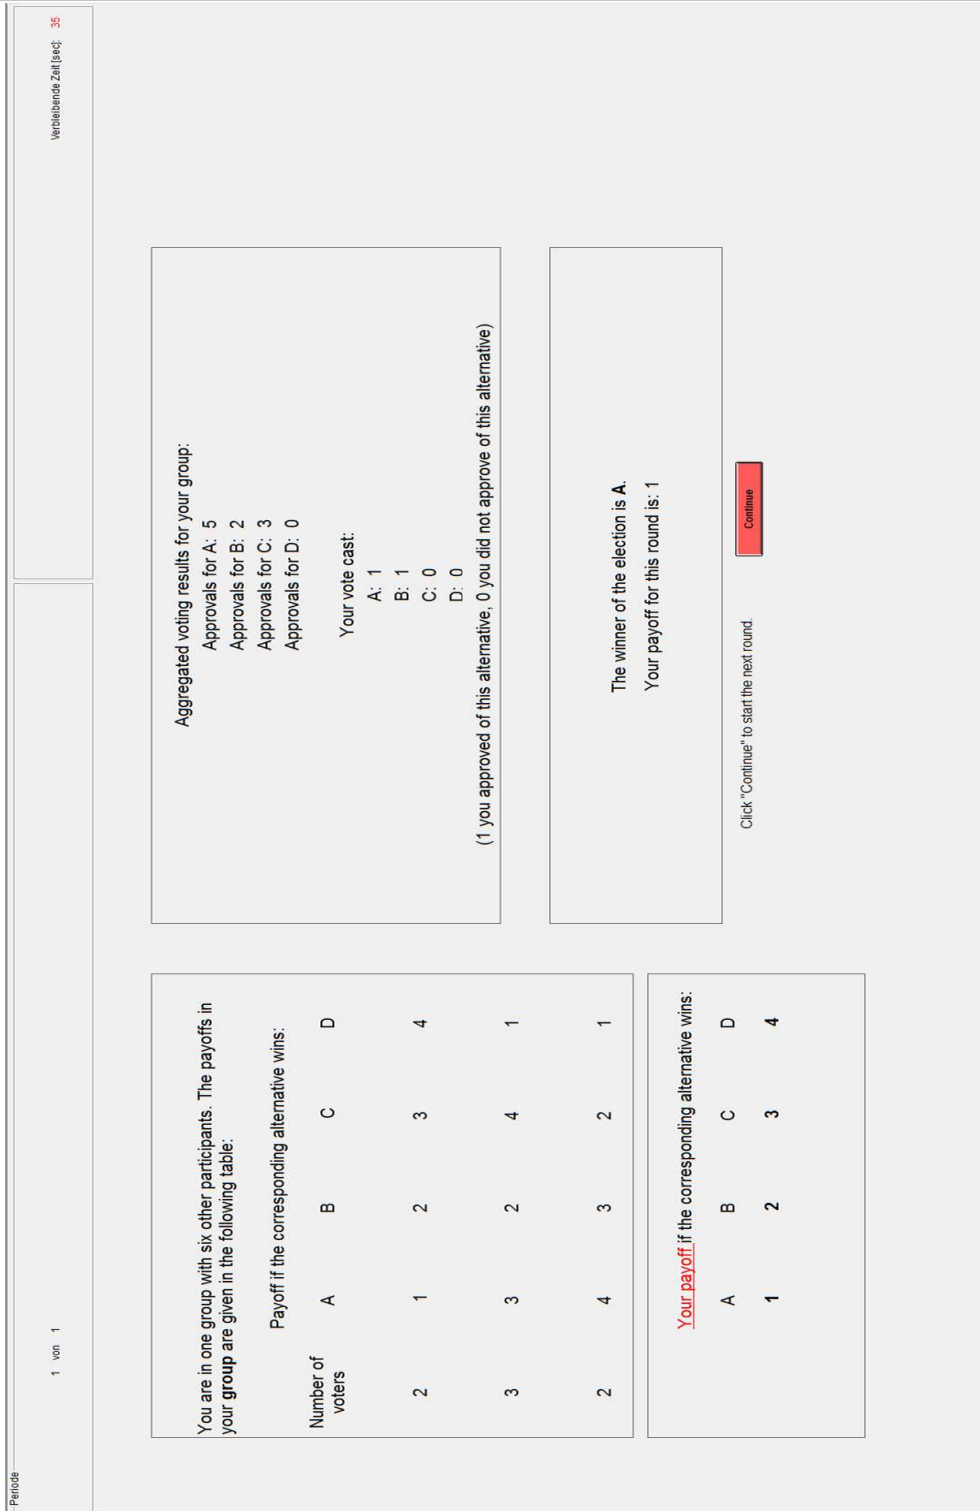 Periode
1 von 1
Verbleibende Zeit [sec]: 35
You are in one group with six other participants. The payoffs in
your group are given in the following table:
Payoff if the corresponding alternative wins:
Number of
voters
A B C D
2 1 2 3 4
3 3 2 4 1
2 4 3 2 1
Your payoff if the corresponding alternative wins:
A B C D
1 2 3 4
Aggregated voting results for your group:
Approvals for A: 5
Approvals for B: 2
Approvals for C: 3
Approvals for D: 0
Your vote cast:
A: 1
B: 1
C: 0
D: 0
(1 you approved of this alternative, 0 you did not approve of this alternative)
The winner of the election is A.
Your payoff for this round is: 1
Click "Continue" to start the next round.
Continue